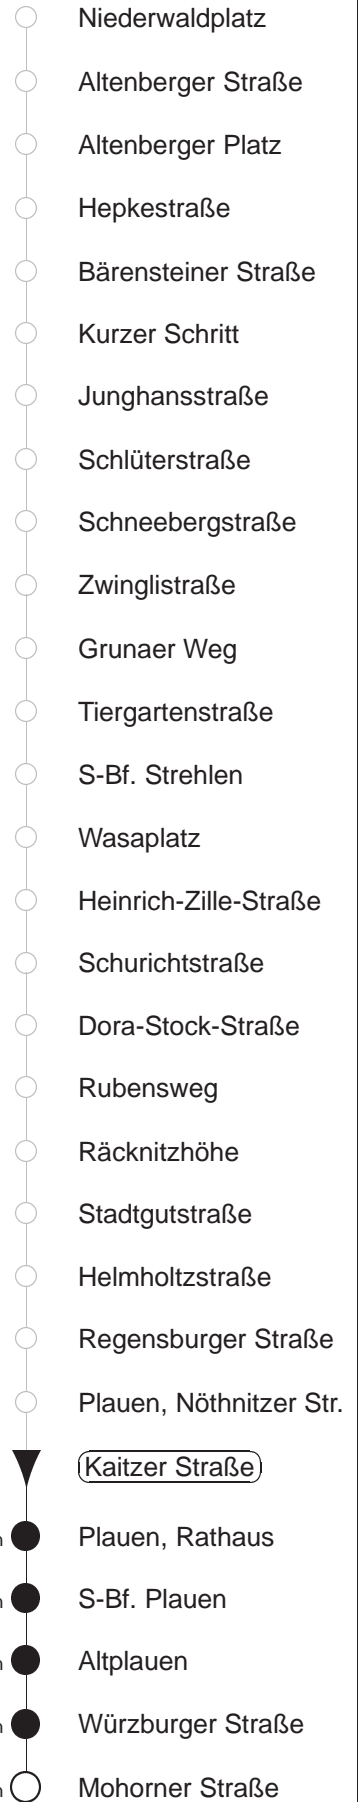 Niederwaldplatz
Altenberger Straße
Altenberger Platz
Hepkestraße
Bärensteiner Straße
Kurzer Schritt
Junghansstraße
Schlüterstraße
Schneebergstraße
Zwinglistraße
Grunaer Weg
Tiergartenstraße
S-Bf. Strehlen
Wasaplatz
Heinrich-Zille-Straße
Schurichtstraße
Dora-Stock-Straße
Rubensweg
Räcknitzhöhe
Stadtgutstraße
Helmholtzstraße
Regensburger Straße
Plauen, Nöthnitzer Str.
Kaitzer Straße
Plauen, Rathaus
S-Bf. Plauen
Altplauen
Würzburger Straße
Mohorner Straße